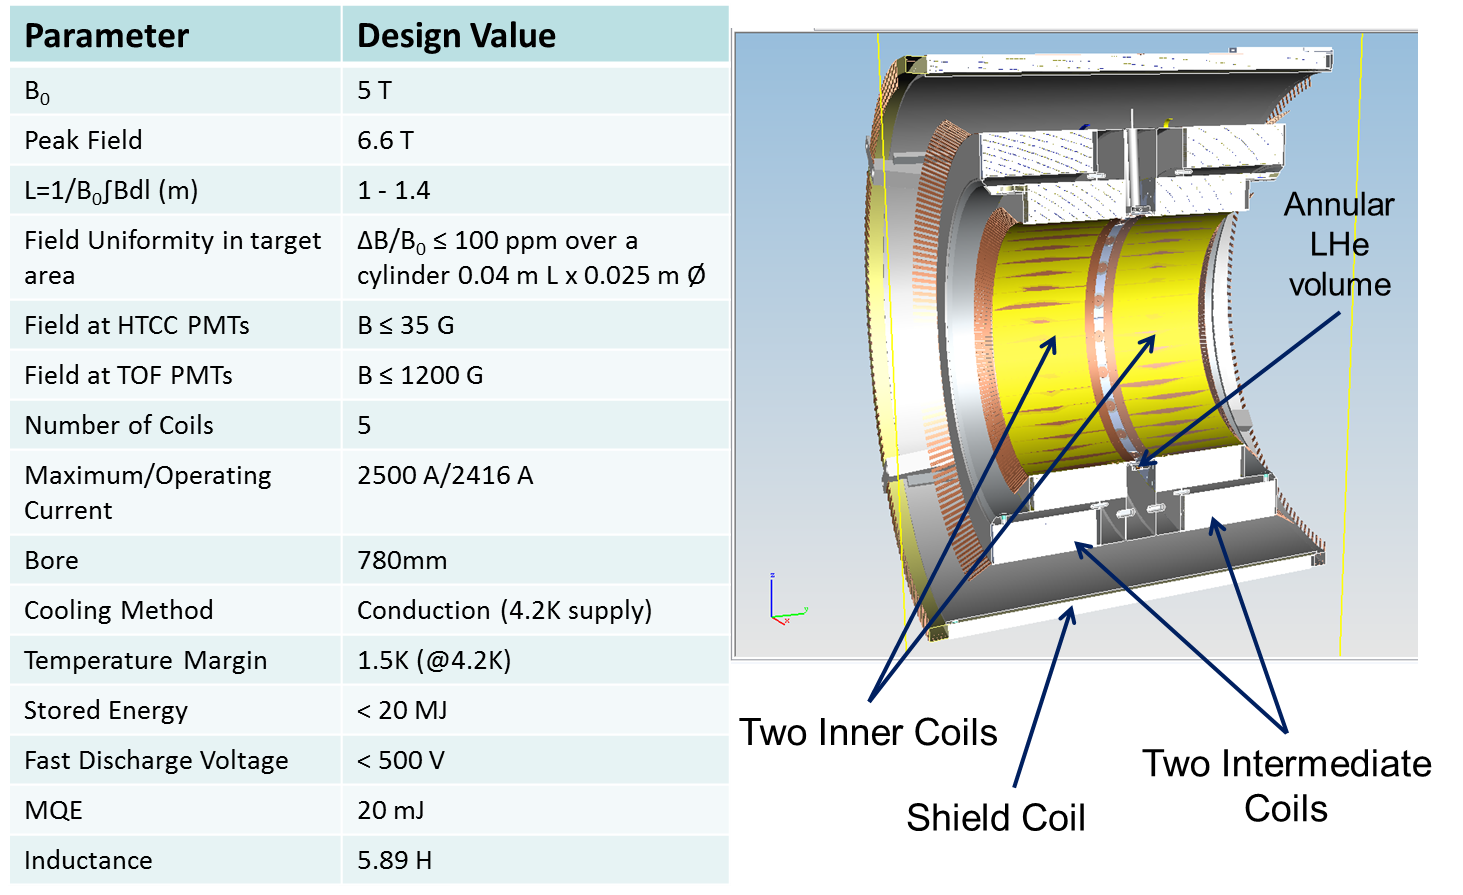 Parameter Design Value
B₀ 5 T
Peak Field 6.6 T
L=1/B₀∫Bdl (m) 1 - 1.4
Field Uniformity in target area ΔB/B₀ ≤ 100 ppm over a
cylinder 0.04 m L x 0.025 m Ø
Field at HTCC PMTs B ≤ 35 G
Field at TOF PMTs B ≤ 1200 G
Number of Coils 5
Maximum/Operating 2500 A/2416 A
Current
Bore 780mm
Cooling Method Conduction (4.2K supply)
Temperature Margin 1.5K (@4.2K)
Stored Energy < 20 MJ
Fast Discharge Voltage < 500 V
MQE 20 mJ
Inductance 5.89 H
Annular
LHe
volume
Two Inner Coils
Two Intermediate
Coils
Shield Coil
z
y
x